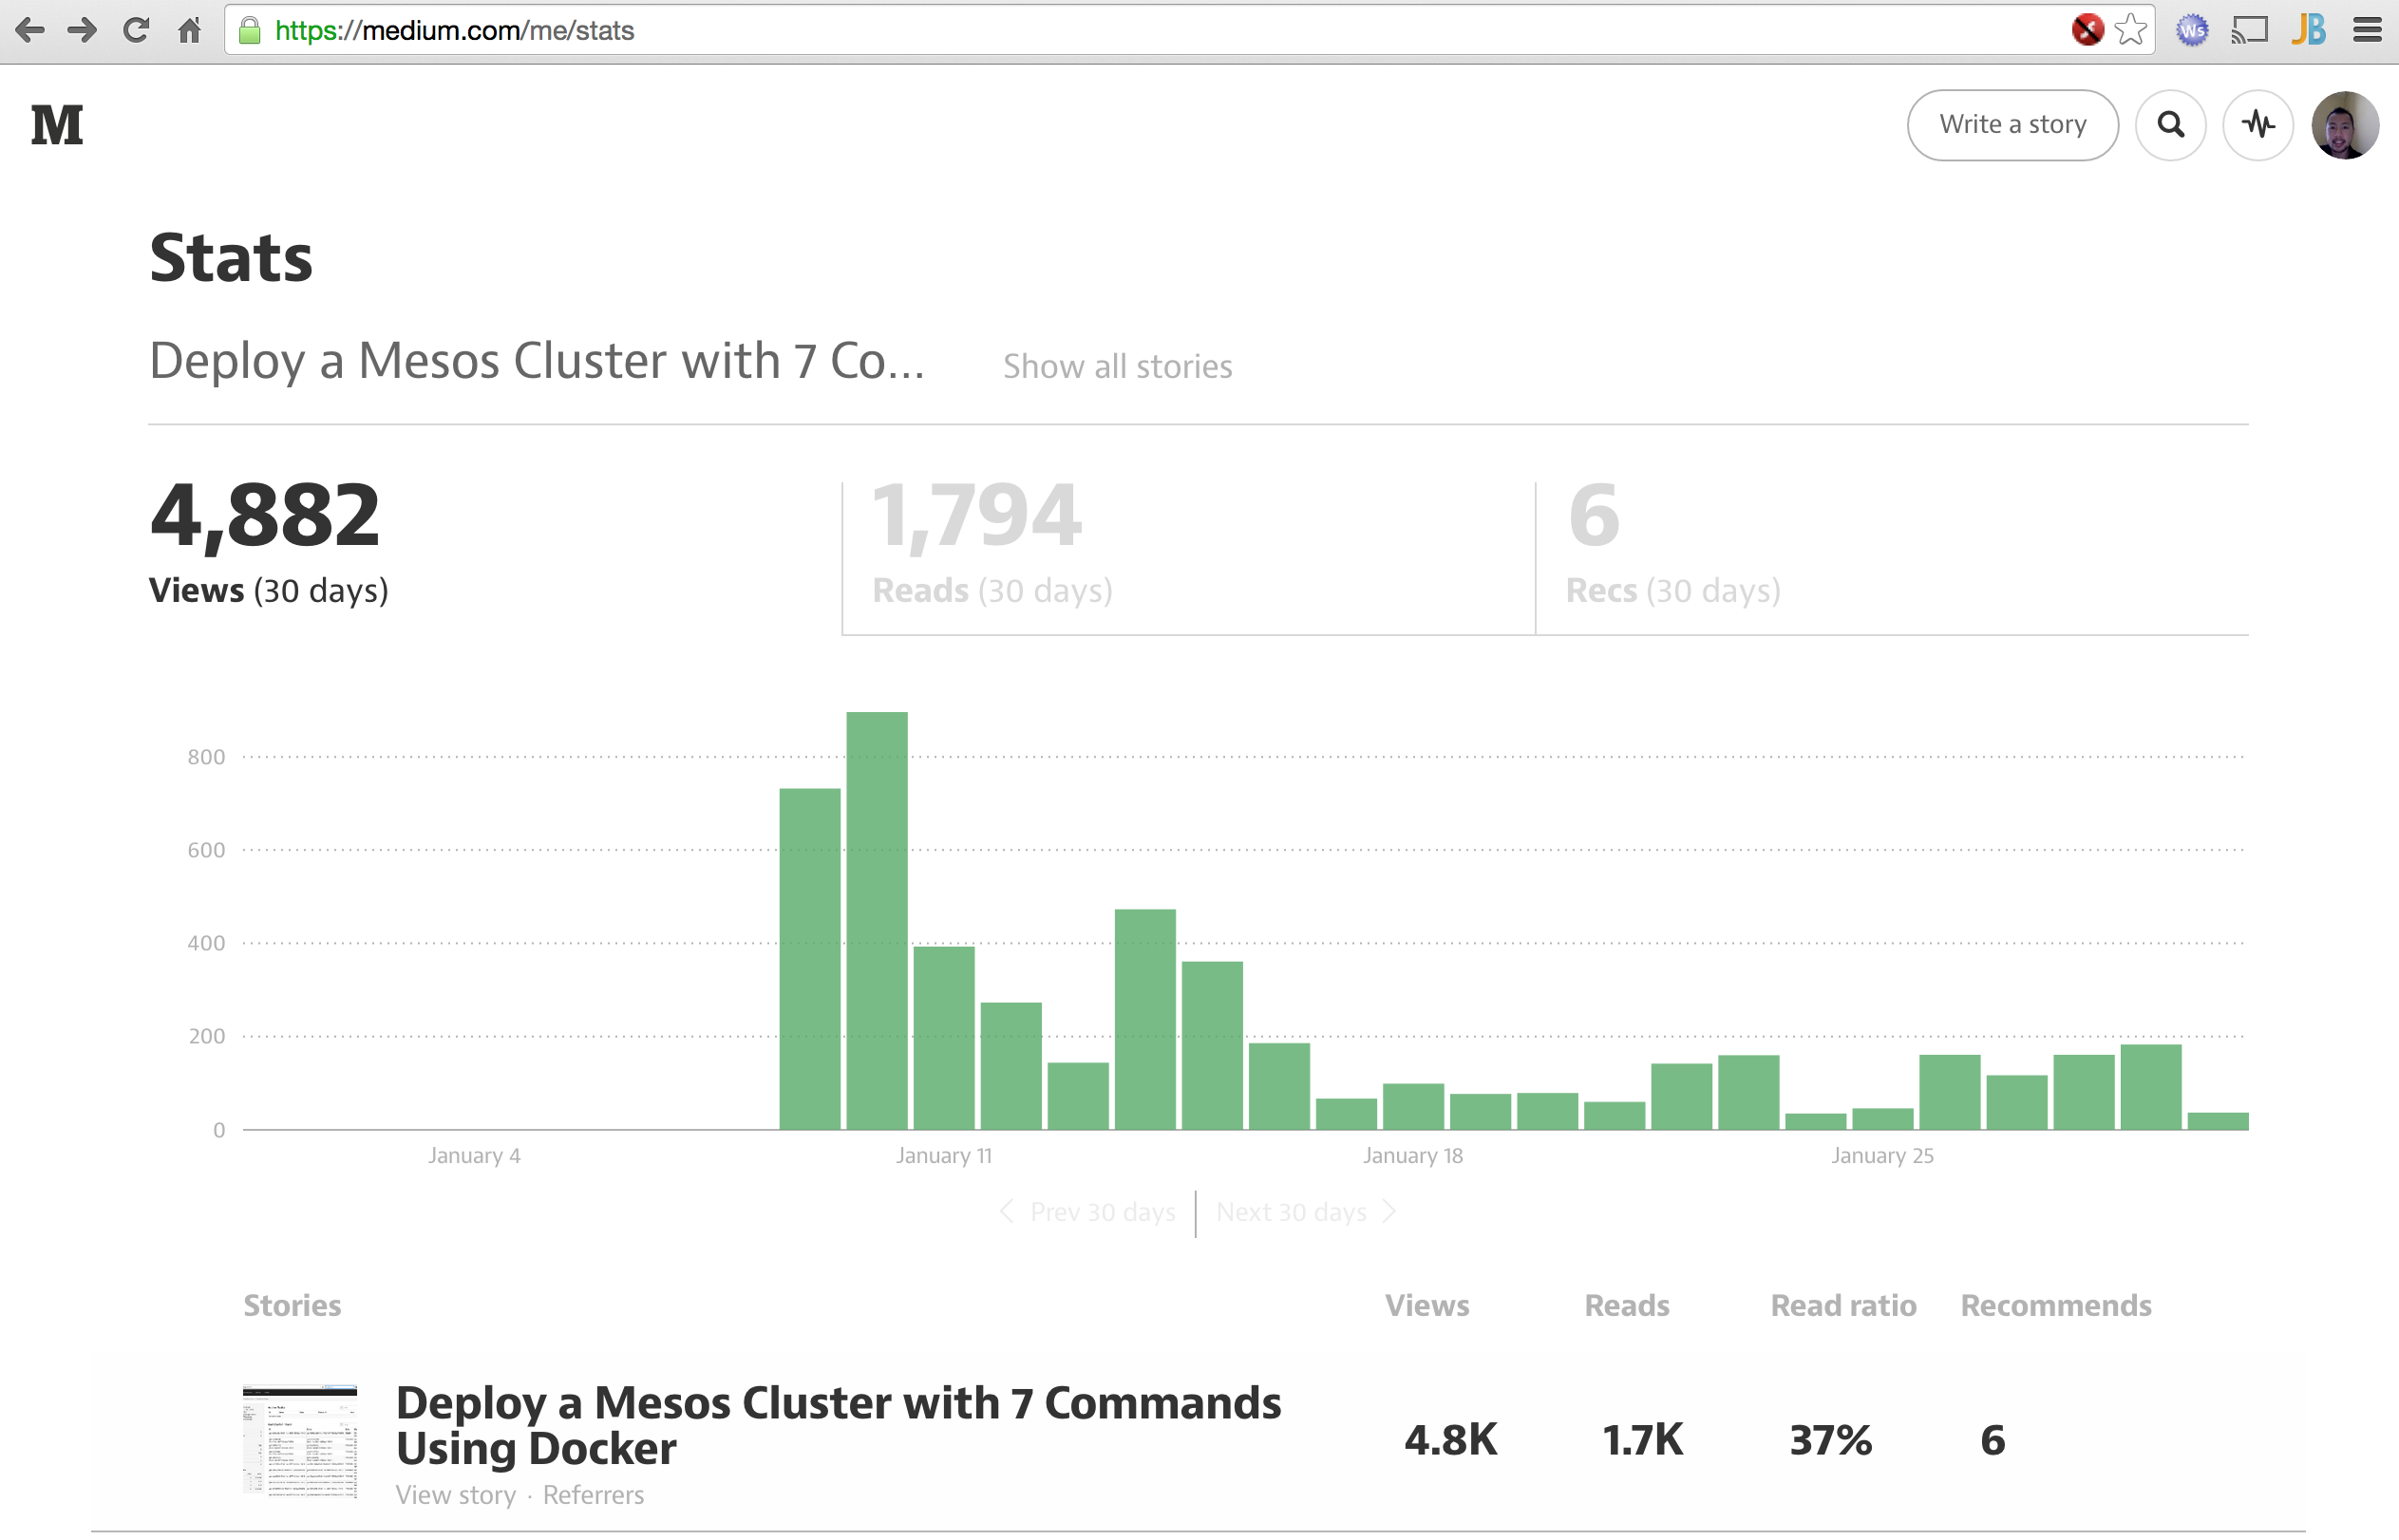 https://medium.com/me/stats
Ws
JB
M
Write a story
Stats
Deploy a Mesos Cluster with 7 Co...
Show all stories
4,882
1,794
6
Views (30 days)
Reads (30 days)
Recs (30 days)
800
600
400
200
0
January 4
January 11
January 18
January 25
Prev 30 days
Next 30 days
Stories
Views
Reads
Read ratio
Recommends
Deploy a Mesos Cluster with 7 Commands
Using Docker
4.8K
1.7K
37%
6
View story · Referrers